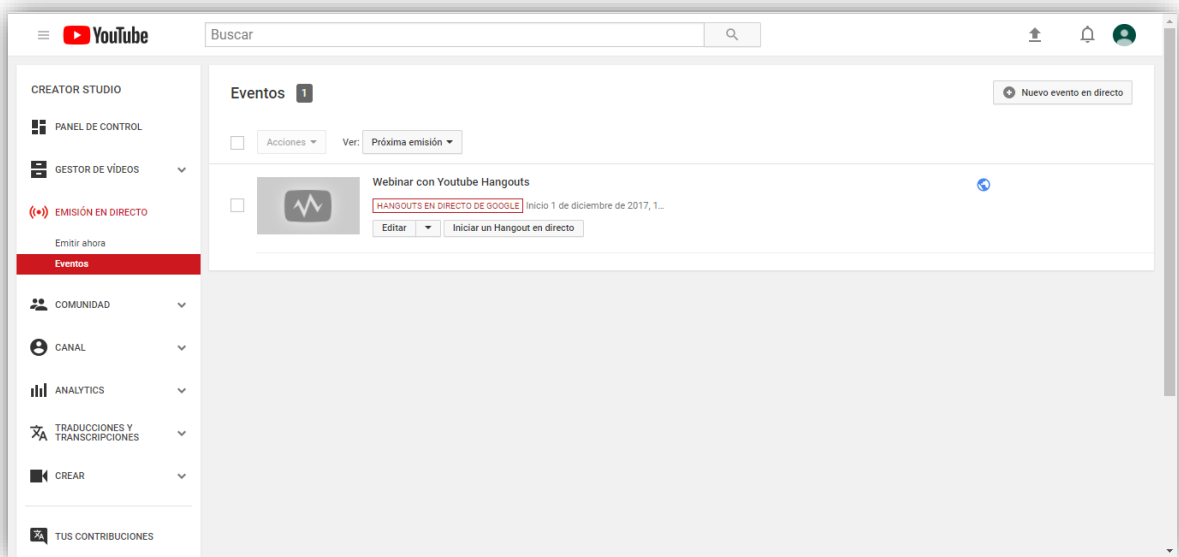 YouTube
Buscar
CREATOR STUDIO
PANEL DE CONTROL
GESTOR DE VÍDEOS
EMISIÓN EN DIRECTO
Emitir ahora
Eventos
COMUNIDAD
CANAL
ANALYTICS
TRADUCCIONES Y
TRANSCRIPCIONES
CREAR
TUS CONTRIBUCIONES
Eventos 1
Nuevo evento en directo
Acciones Ver: Próxima emisión
Webinar con Youtube Hangouts
HANGOUTS EN DIRECTO DE GOOGLE Inicio 1 de diciembre de 2017, 1...
Editar Iniciar un Hangout en directo